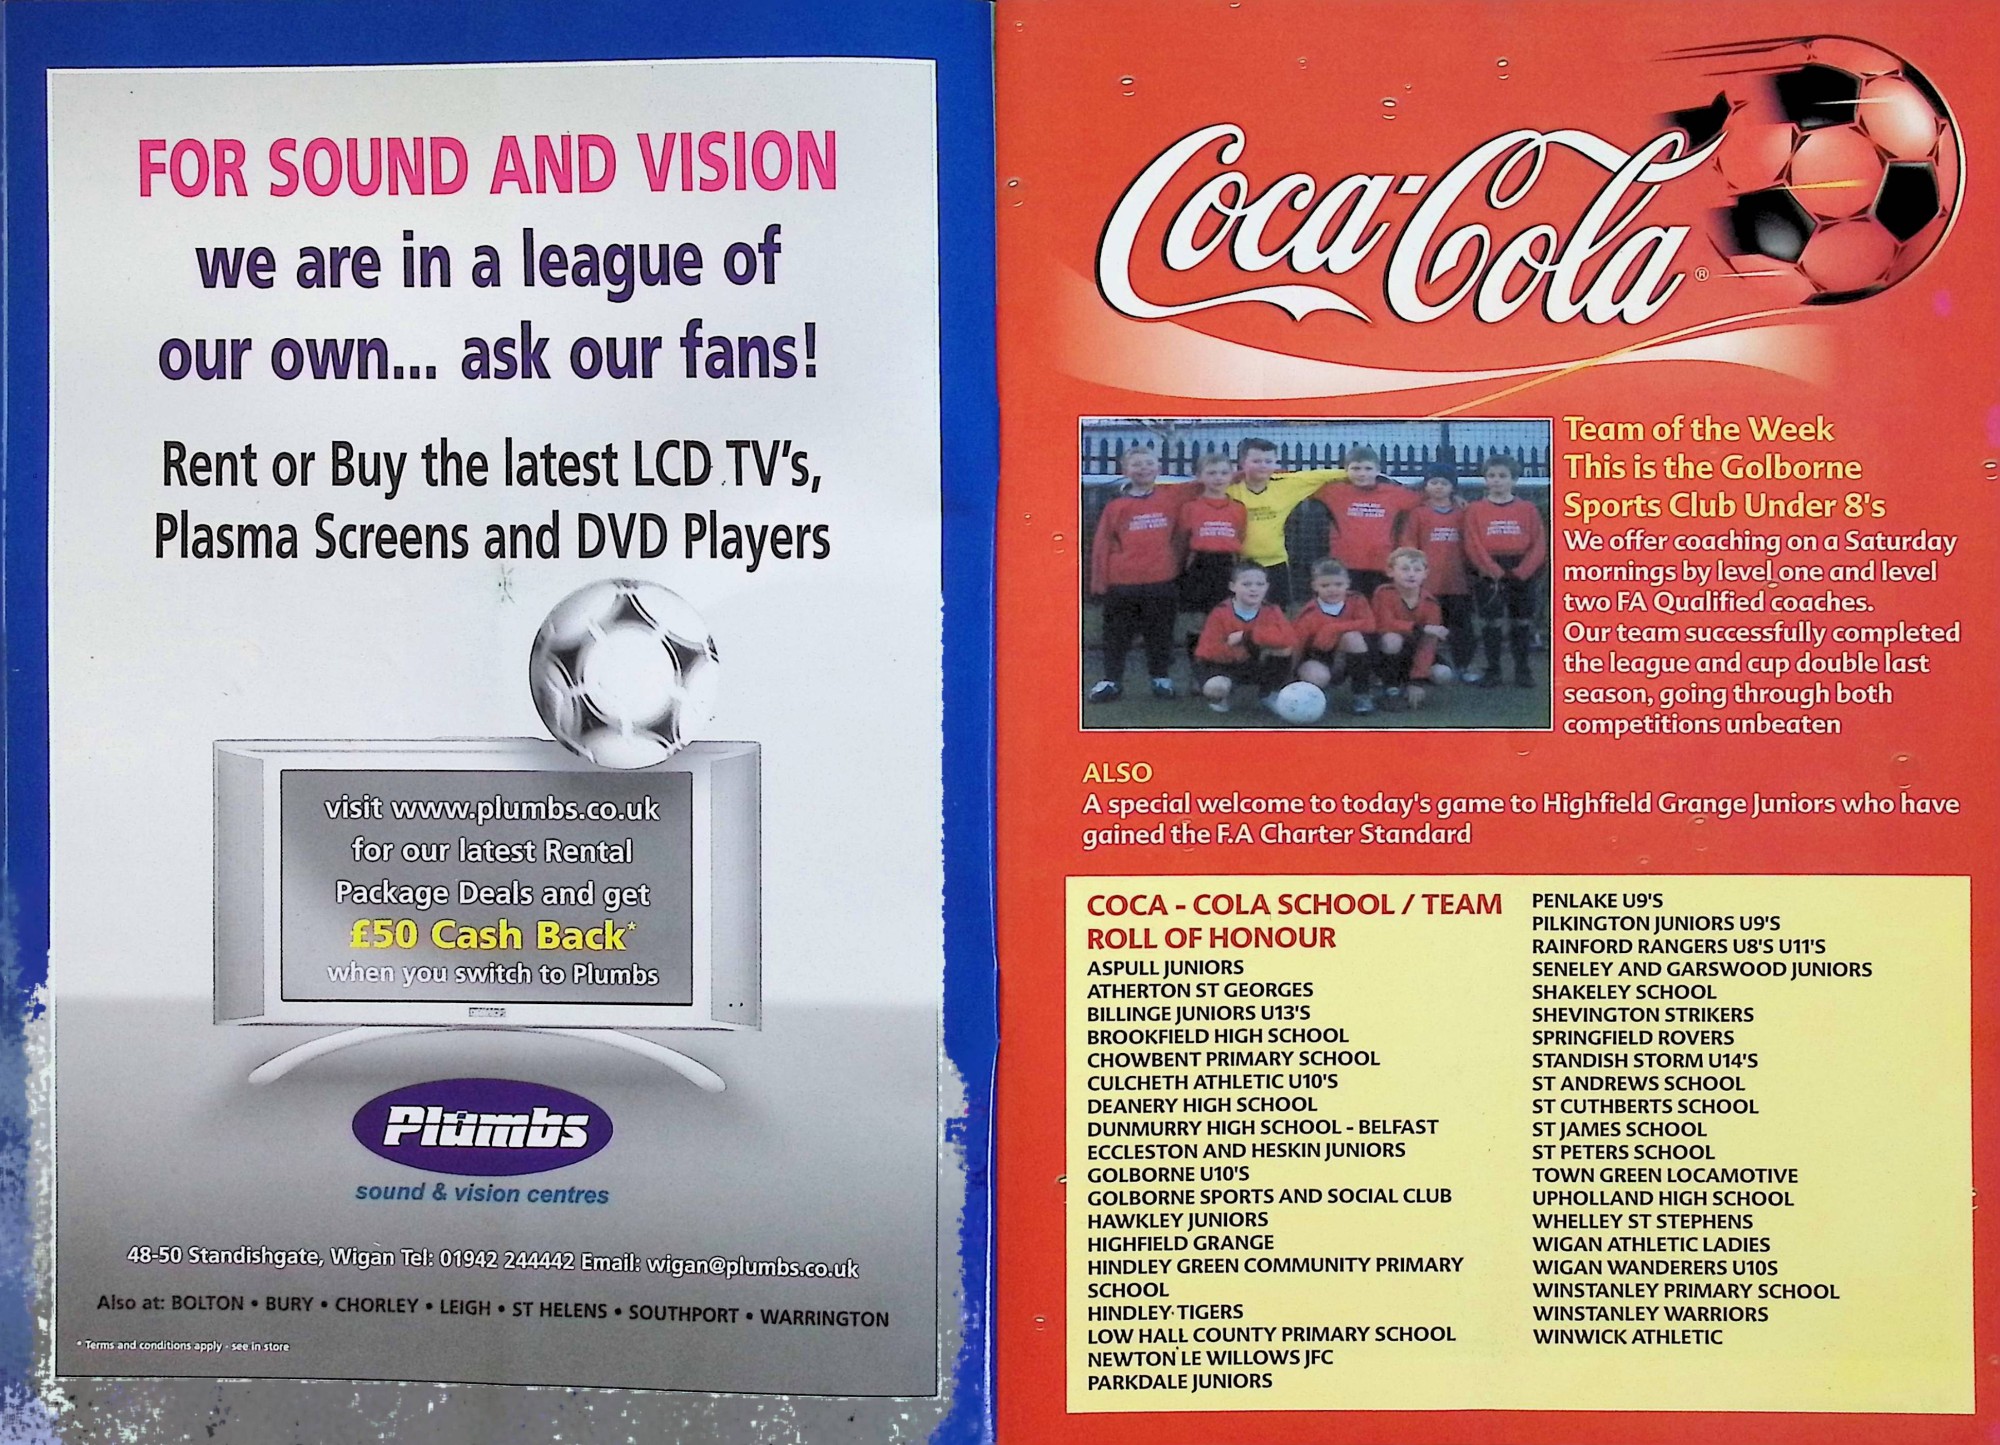 FOR SOUND AND VISION
we are in a league of
our own... ask our fans!
Rent or Buy the latest LCD TV's,
Plasma Screens and DVD Players
visit www.plumbs.co.uk
for our latest Rental
Package Deals and get
£50 Cash Back*
when you switch to Plumbs
Plumbs
sound & vision centres
48-50 Standishgate, Wigan Tel: 01942 244442 Email: wigan@plumbs.co.uk
Also at: BOLTON • BURY • CHORLEY • LEIGH • ST HELENS • SOUTHPORT • WARRINGTON
* Terms and conditions apply - see in store
Coca-Cola ®
Team of the Week
This is the Golborne
Sports Club Under 8's
We offer coaching on a Saturday
mornings by level one and level
two FA Qualified coaches.
Our team successfully completed
the league and cup double last
season, going through both
competitions unbeaten
ALSO
A special welcome to today's game to Highfield Grange Juniors who have
gained the F.A Charter Standard
COCA - COLA SCHOOL / TEAM
ROLL OF HONOUR
ASPULL JUNIORS
ATHERTON ST GEORGES
BILLINGE JUNIORS U13'S
BROOKFIELD HIGH SCHOOL
CHOWBENT PRIMARY SCHOOL
CULCHETH ATHLETIC U10'S
DEANERY HIGH SCHOOL
DUNMURRY HIGH SCHOOL - BELFAST
ECCLESTON AND HESKIN JUNIORS
GOLBORNE U10'S
GOLBORNE SPORTS AND SOCIAL CLUB
HAWKLEY JUNIORS
HIGHFIELD GRANGE
HINDLEY GREEN COMMUNITY PRIMARY
SCHOOL
HINDLEY TIGERS
LOW HALL COUNTY PRIMARY SCHOOL
NEWTON LE WILLOWS JFC
PARKDALE JUNIORS
PENLAKE U9'S
PILKINGTON JUNIORS U9'S
RAINFORD RANGERS U8'S U11'S
SENELEY AND GARSWOOD JUNIORS
SHAKELEY SCHOOL
SHEVINGTON STRIKERS
SPRINGFIELD ROVERS
STANDISH STORM U14'S
ST ANDREWS SCHOOL
ST CUTHBERTS SCHOOL
ST JAMES SCHOOL
ST PETERS SCHOOL
TOWN GREEN LOCAMOTIVE
UPHOLLAND HIGH SCHOOL
WHELLEY ST STEPHENS
WIGAN ATHLETIC LADIES
WIGAN WANDERERS U10S
WINSTANLEY PRIMARY SCHOOL
WINSTANLEY WARRIORS
WINWICK ATHLETIC